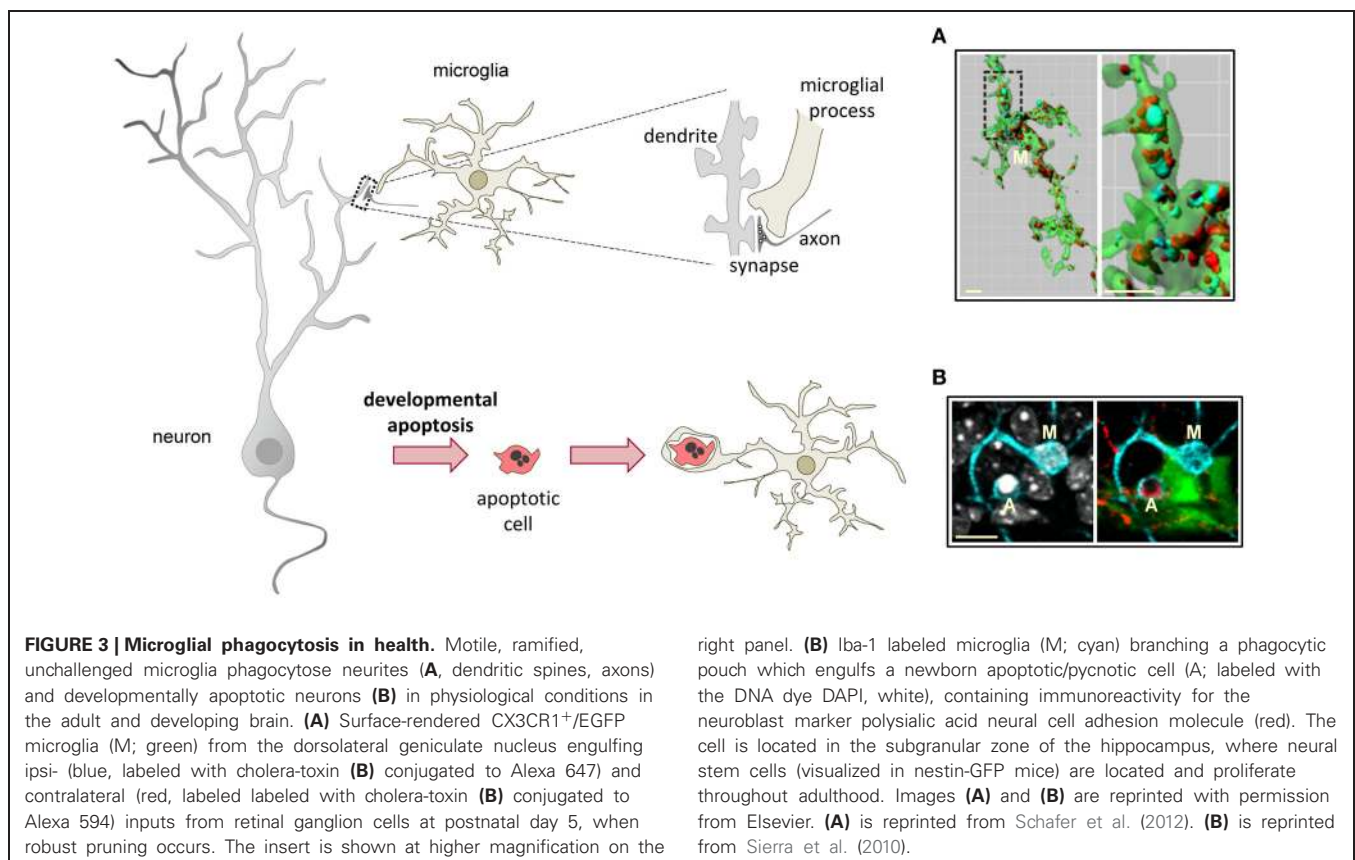 microglia
microglial
process
dendrite
axon
synapse
neuron
developmental
apoptosis
apoptotic
cell
A
M
B
M
A
M
A
FIGURE 3 | Microglial phagocytosis in health. Motile, ramified,
unchallenged microglia phagocytose neurites (A, dendritic spines, axons)
and developmentally apoptotic neurons (B) in physiological conditions in
the adult and developing brain. (A) Surface-rendered CX3CR1+/EGFP
microglia (M; green) from the dorsolateral geniculate nucleus engulfing
ipsi- (blue, labeled with cholera-toxin (B) conjugated to Alexa 647) and
contralateral (red, labeled labeled with cholera-toxin (B) conjugated to
Alexa 594) inputs from retinal ganglion cells at postnatal day 5, when
robust pruning occurs. The insert is shown at higher magnification on the
right panel. (B) Iba-1 labeled microglia (M; cyan) branching a phagocytic
pouch which engulfs a newborn apoptotic/pycnotic cell (A; labeled with
the DNA dye DAPI, white), containing immunoreactivity for the
neuroblast marker polysialic acid neural cell adhesion molecule (red). The
cell is located in the subgranular zone of the hippocampus, where neural
stem cells (visualized in nestin-GFP mice) are located and proliferate
throughout adulthood. Images (A) and (B) are reprinted with permission
from Elsevier. (A) is reprinted from Schafer et al. (2012). (B) is reprinted
from Sierra et al. (2010).